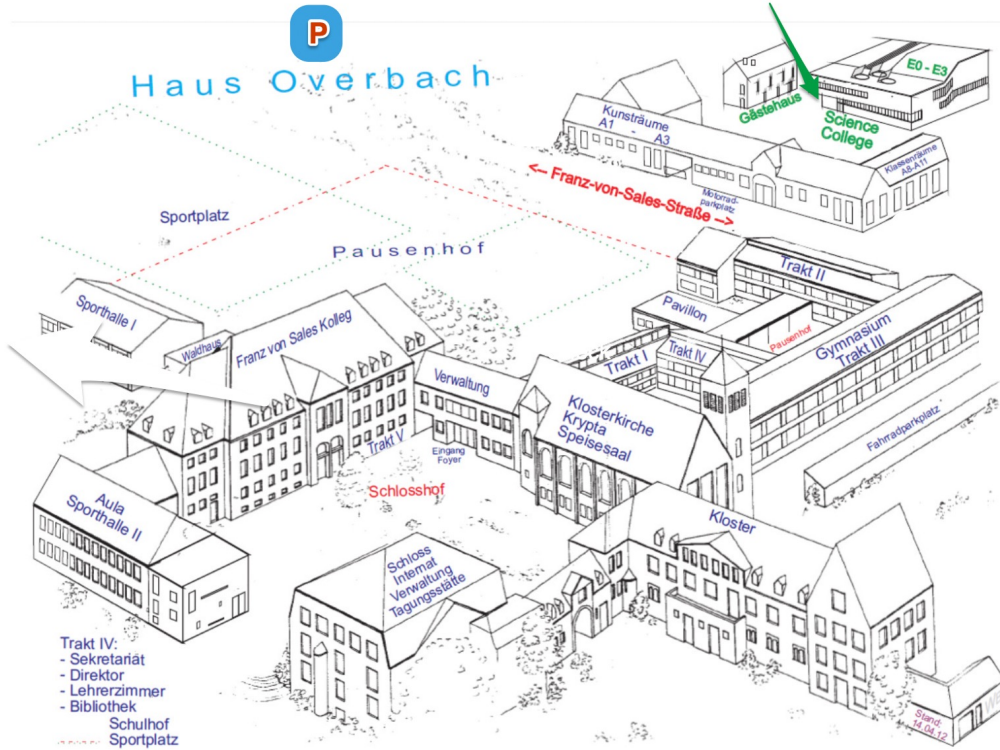 P
Haus Overbach
E0 - E3
Gästehaus
Science
College
Kunsträume
A1 A3
Klassenräume
A8-A11
<-- Franz-von-Sales-Straße -->
Motorrad-
parkplatz
Sportplatz
Pausenhof
Trakt II
Sporthalle I
Pavillon
Pausenhof
Gymnasium
Trakt III
Waldhaus
Franz von Sales Kolleg
Trakt I
Trakt IV
Verwaltung
Klosterkirche
Krypta
Speisesaal
Fahrradparkplatz
Trakt V
Eingang
Foyer
Schlosshof
Aula
Sporthalle II
Kloster
Schloss
Internat
Verwaltung
Tagungsstätte
Trakt IV:
- Sekretariat
- Direktor
- Lehrerzimmer
- Bibliothek
Schulhof
Sportplatz
Stand:
14.04.12